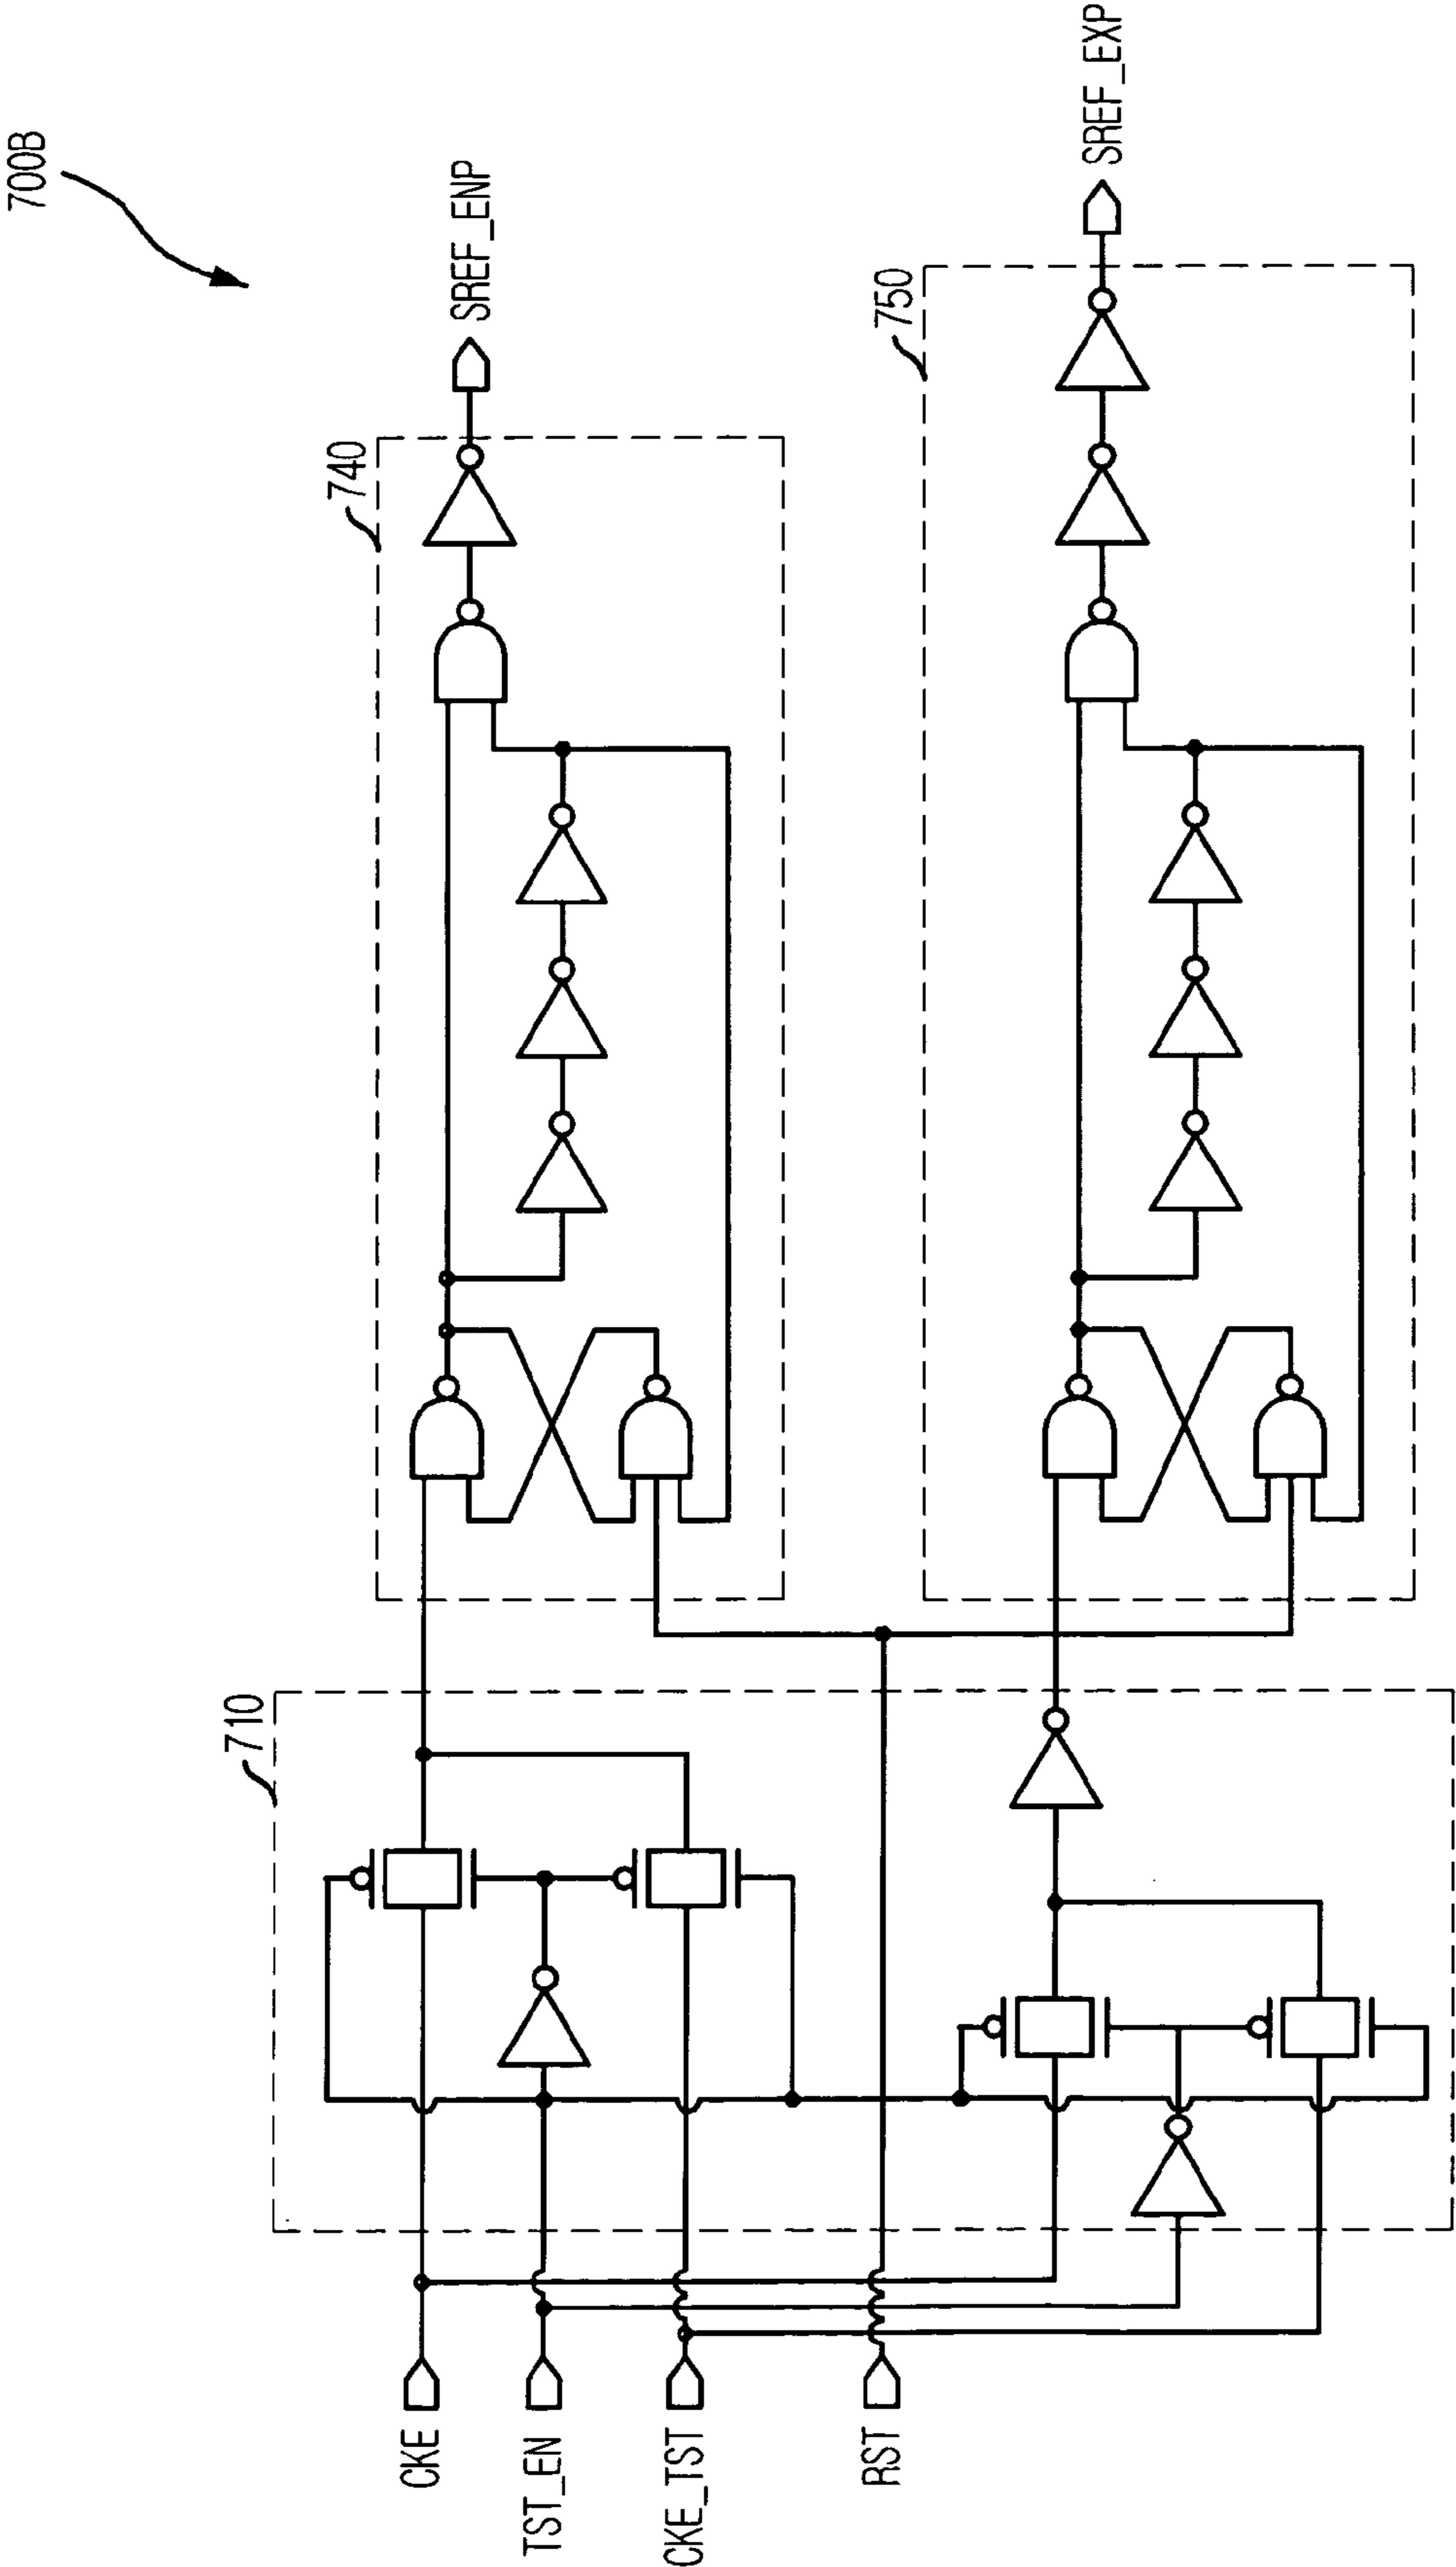 700B
SREF_ENP
SREF_EXP
740
750
710
CKE
TST_EN
CKE_TST
RST